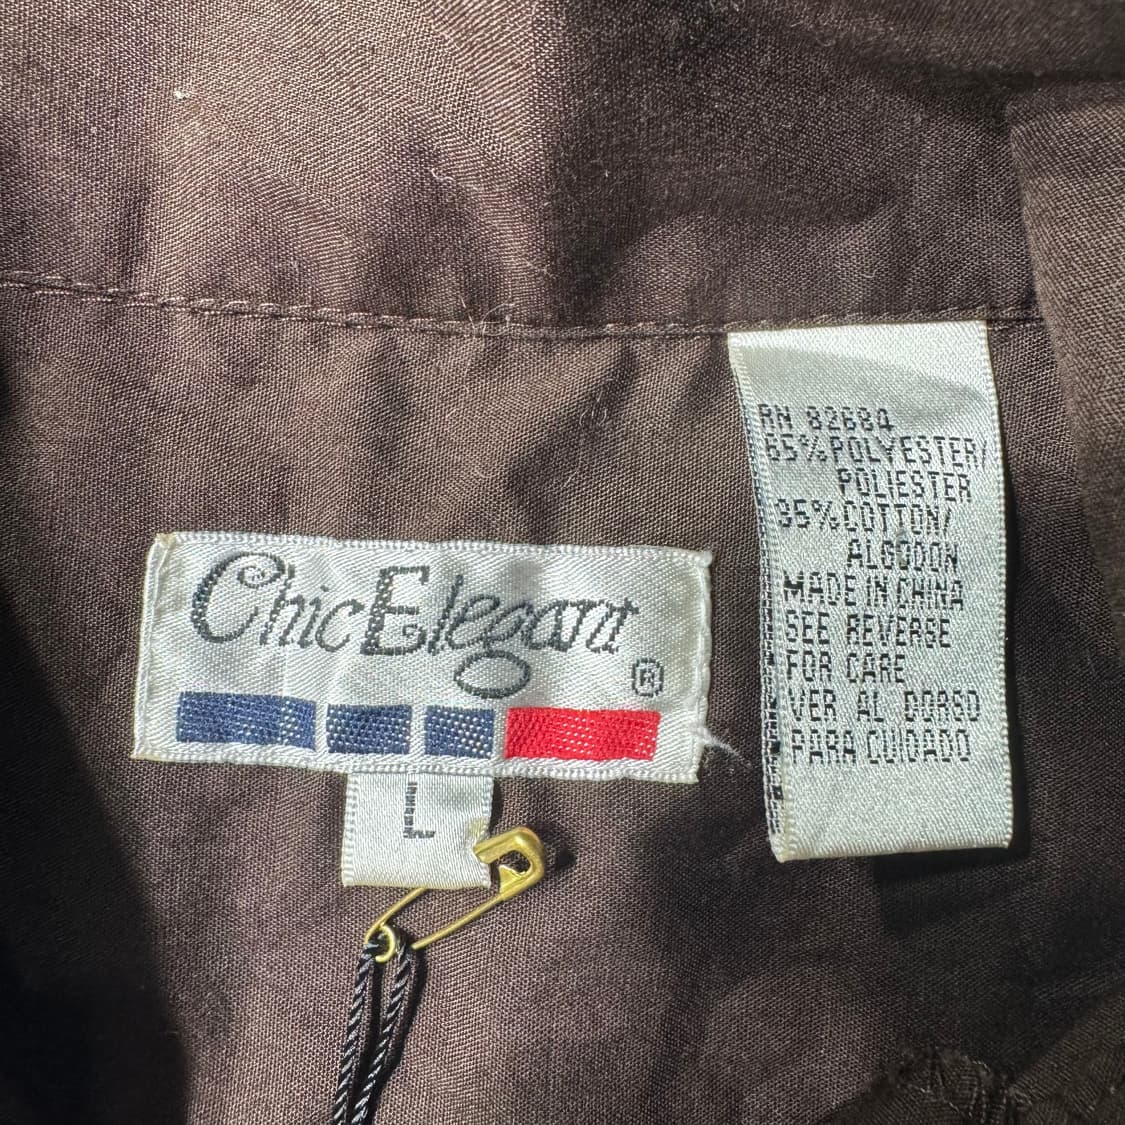 Chic Elegant ®
L
RN 82684
65% POLYESTER/
POLIESTER
35% COTTON/
ALGODON
MADE IN CHINA
SEE REVERSE
FOR CARE
VER AL DORSO
PARA CUIDADO